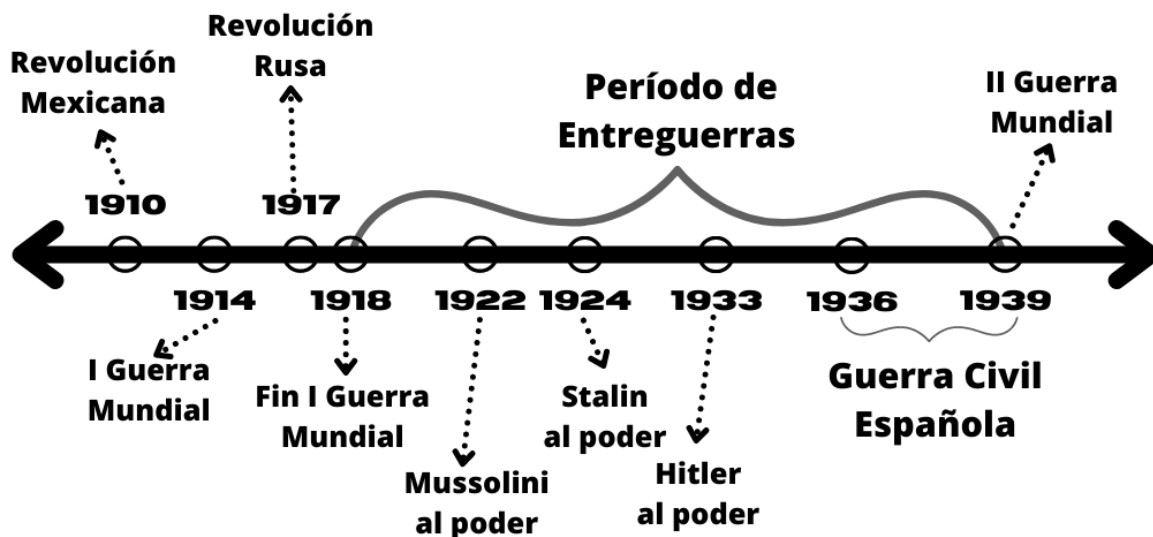 Revolución
Mexicana
Revolución
Rusa
Período de
Entreguerras
II Guerra
Mundial
1910
1917
1914
1918
1922
1924
1933
1936
1939
I Guerra
Mundial
Fin I Guerra
Mundial
Mussolini
al poder
Stalin
al poder
Hitler
al poder
Guerra Civil
Española